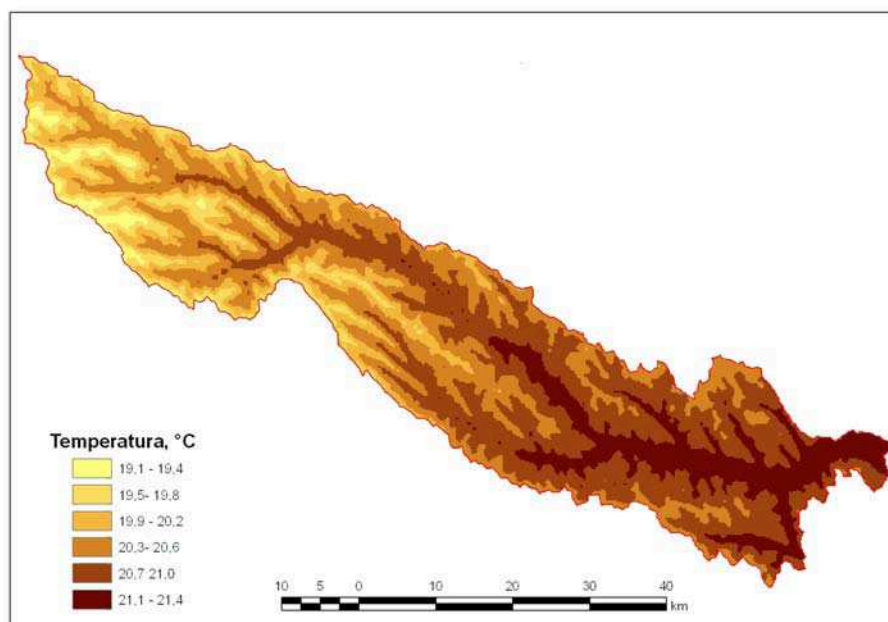 Temperatura, °C
19,1 - 19,4
19,5- 19,8
19,9 - 20,2
20,3- 20,6
20,7 21,0
21,1 - 21,4
10 5 0 10 20 30 40
km